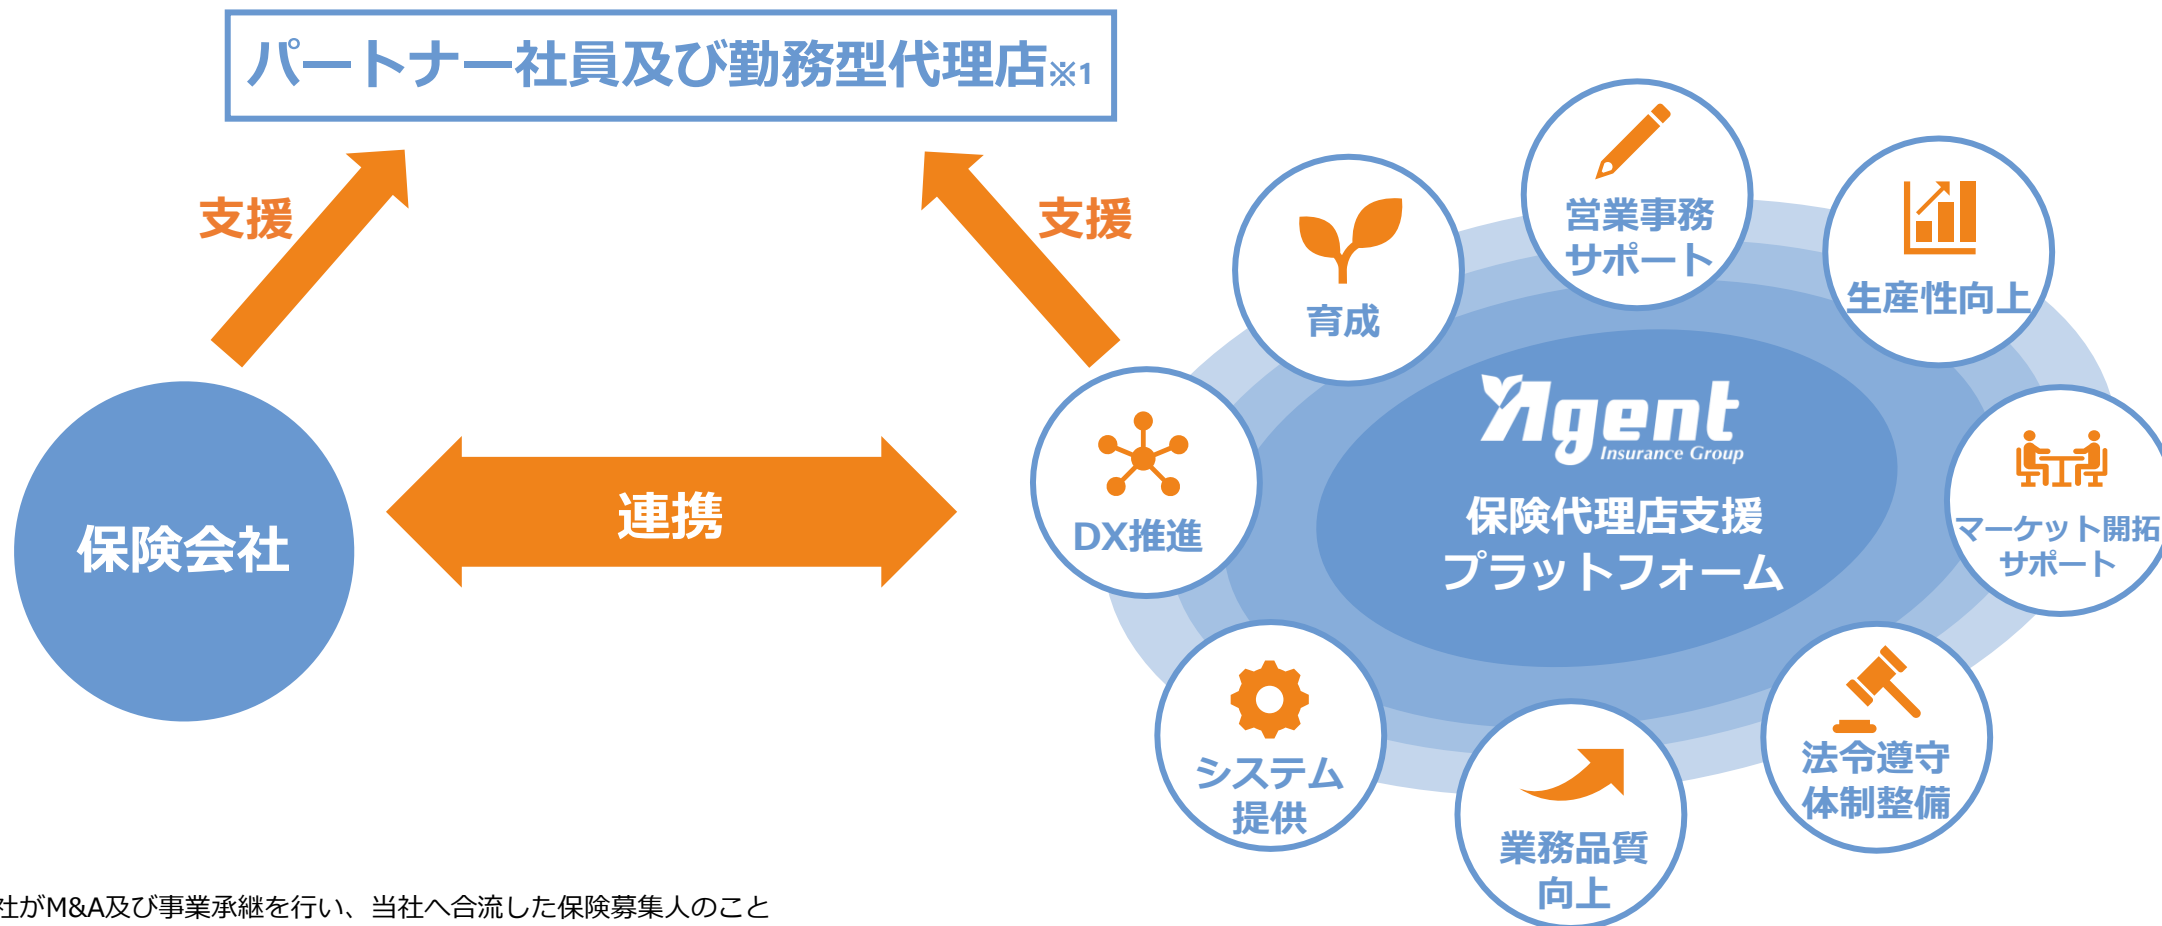 パートナー社員及び勤務型代理店※1
支援
支援
保険会社
連携
Agent
Insurance Group
保険代理店支援
プラットフォーム
営業事務
サポート
生産性向上
育成
マーケット開拓
サポート
DX推進
法令遵守
体制整備
システム
提供
業務品質
向上
社がM&A及び事業承継を行い、当社へ合流した保険募集人のこと